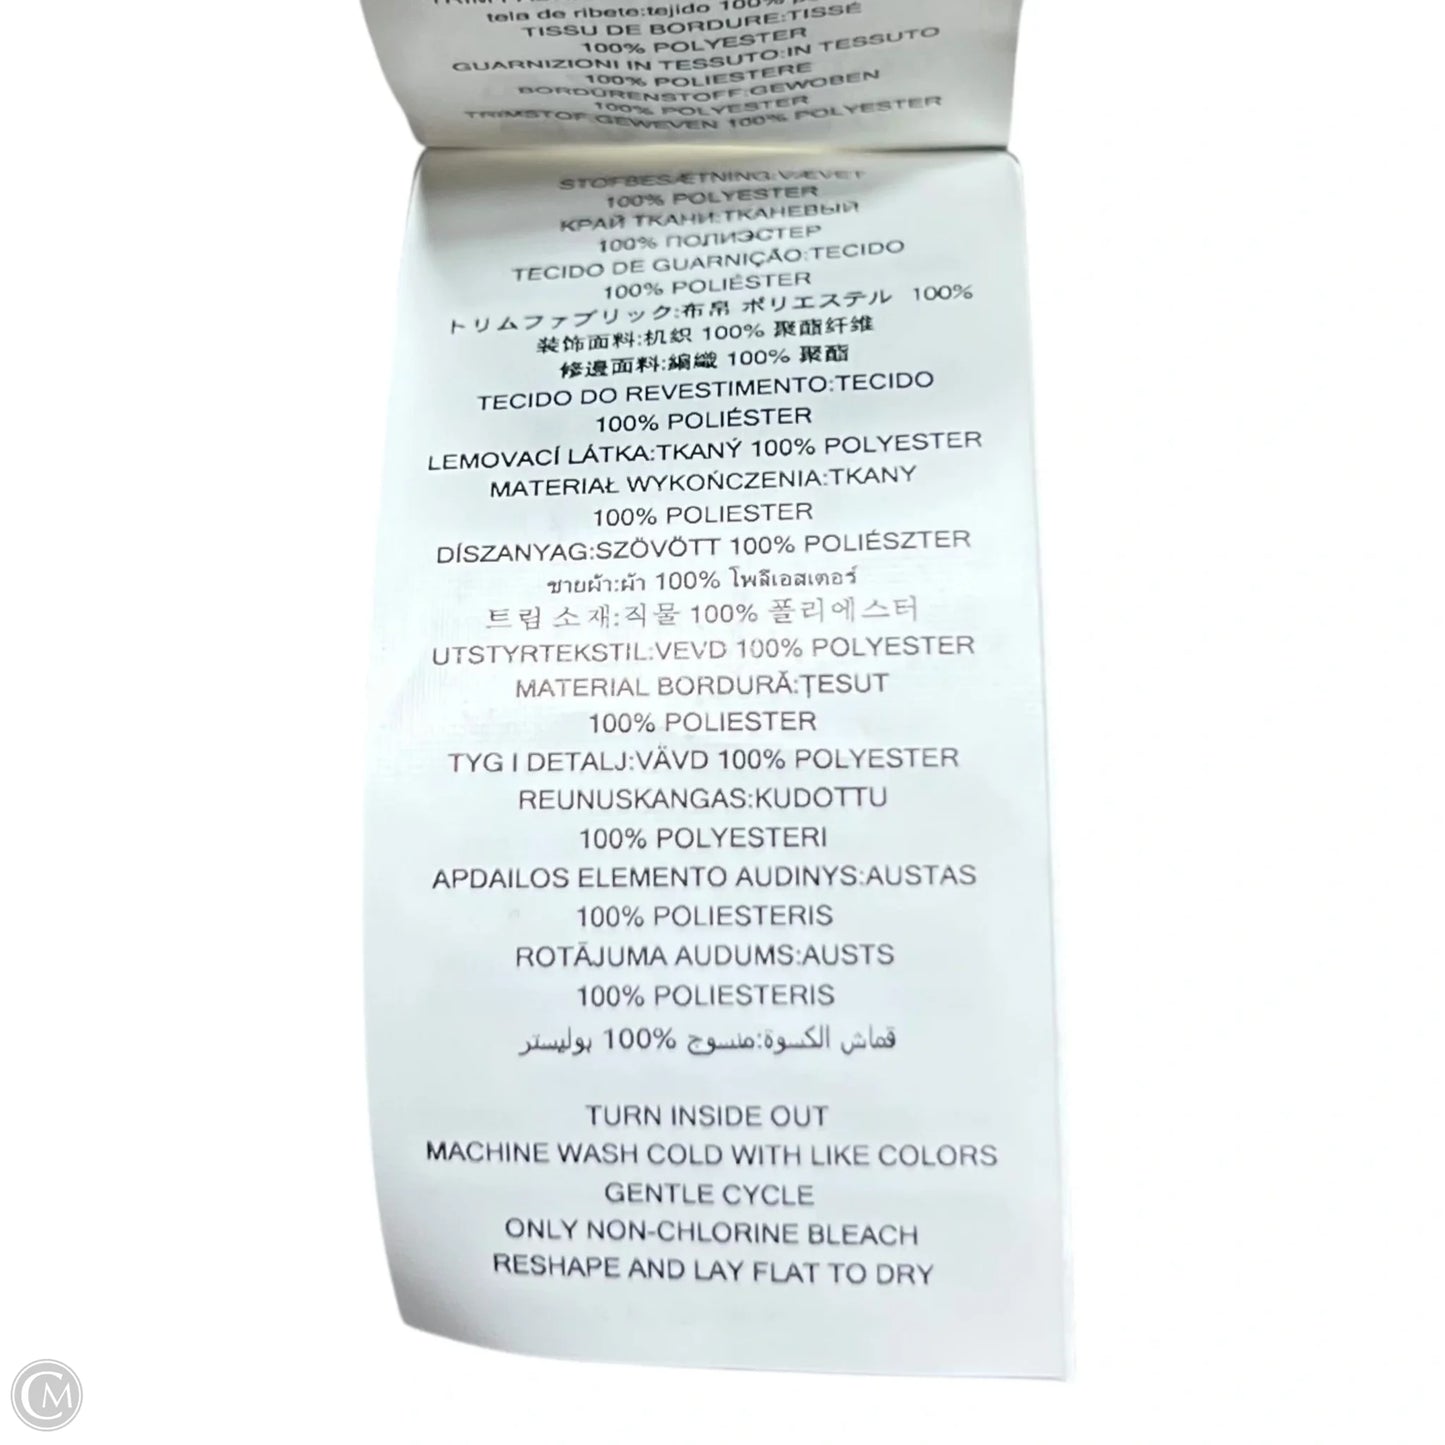 tela de ribete:tejido 100%
TISSU DE BORDURE:TISSÉ
100% POLYESTER
GUARNIZIONI IN TESSUTO:IN TESSUTO
100% POLIESTERE
BORDÜRENSTOFF:GEWOBEN
100% POLYESTER
TRIMSTOF:GEWEVEN 100% POLYESTER
STOFBESÆTNING:VÆVET
100% POLYESTER
КРАЙ ТКАНИ:ТКАНЕВЫЙ
100% ПОЛИЭСТЕР
TECIDO DE GUARNIÇÃO:TECIDO
100% POLIÉSTER
トリムファブリック:布帛 ポリエステル 100%
装饰面料:机织 100% 聚酯纤维
修邊面料:編織 100% 聚酯
TECIDO DO REVESTIMENTO:TECIDO
100% POLIÉSTER
LEMOVACÍ LÁTKA:TKANÝ 100% POLYESTER
MATERIAŁ WYKOŃCZENIA:TKANY
100% POLIESTER
DÍSZANYAG:SZÖVÖTT 100% POLIÉSZTER
ชายผ้า:ผ้า 100% โพลีเอสเตอร์
트림 소재:직물 100% 폴리에스터
UTSTYRTEKSTIL:VEVD 100% POLYESTER
MATERIAL BORDURĂ:ȚESUT
100% POLIESTER
TYG I DETALJ:VÄVD 100% POLYESTER
REUNUSKANGAS:KUDOTTU
100% POLYESTERI
APDAILOS ELEMENTO AUDINYS:AUSTAS
100% POLIESTERIS
ROTĀJUMA AUDUMS:AUSTS
100% POLIESTERIS
قماش الكسوة:منسوج 100% بوليستر
TURN INSIDE OUT
MACHINE WASH COLD WITH LIKE COLORS
GENTLE CYCLE
ONLY NON-CHLORINE BLEACH
RESHAPE AND LAY FLAT TO DRY
CM